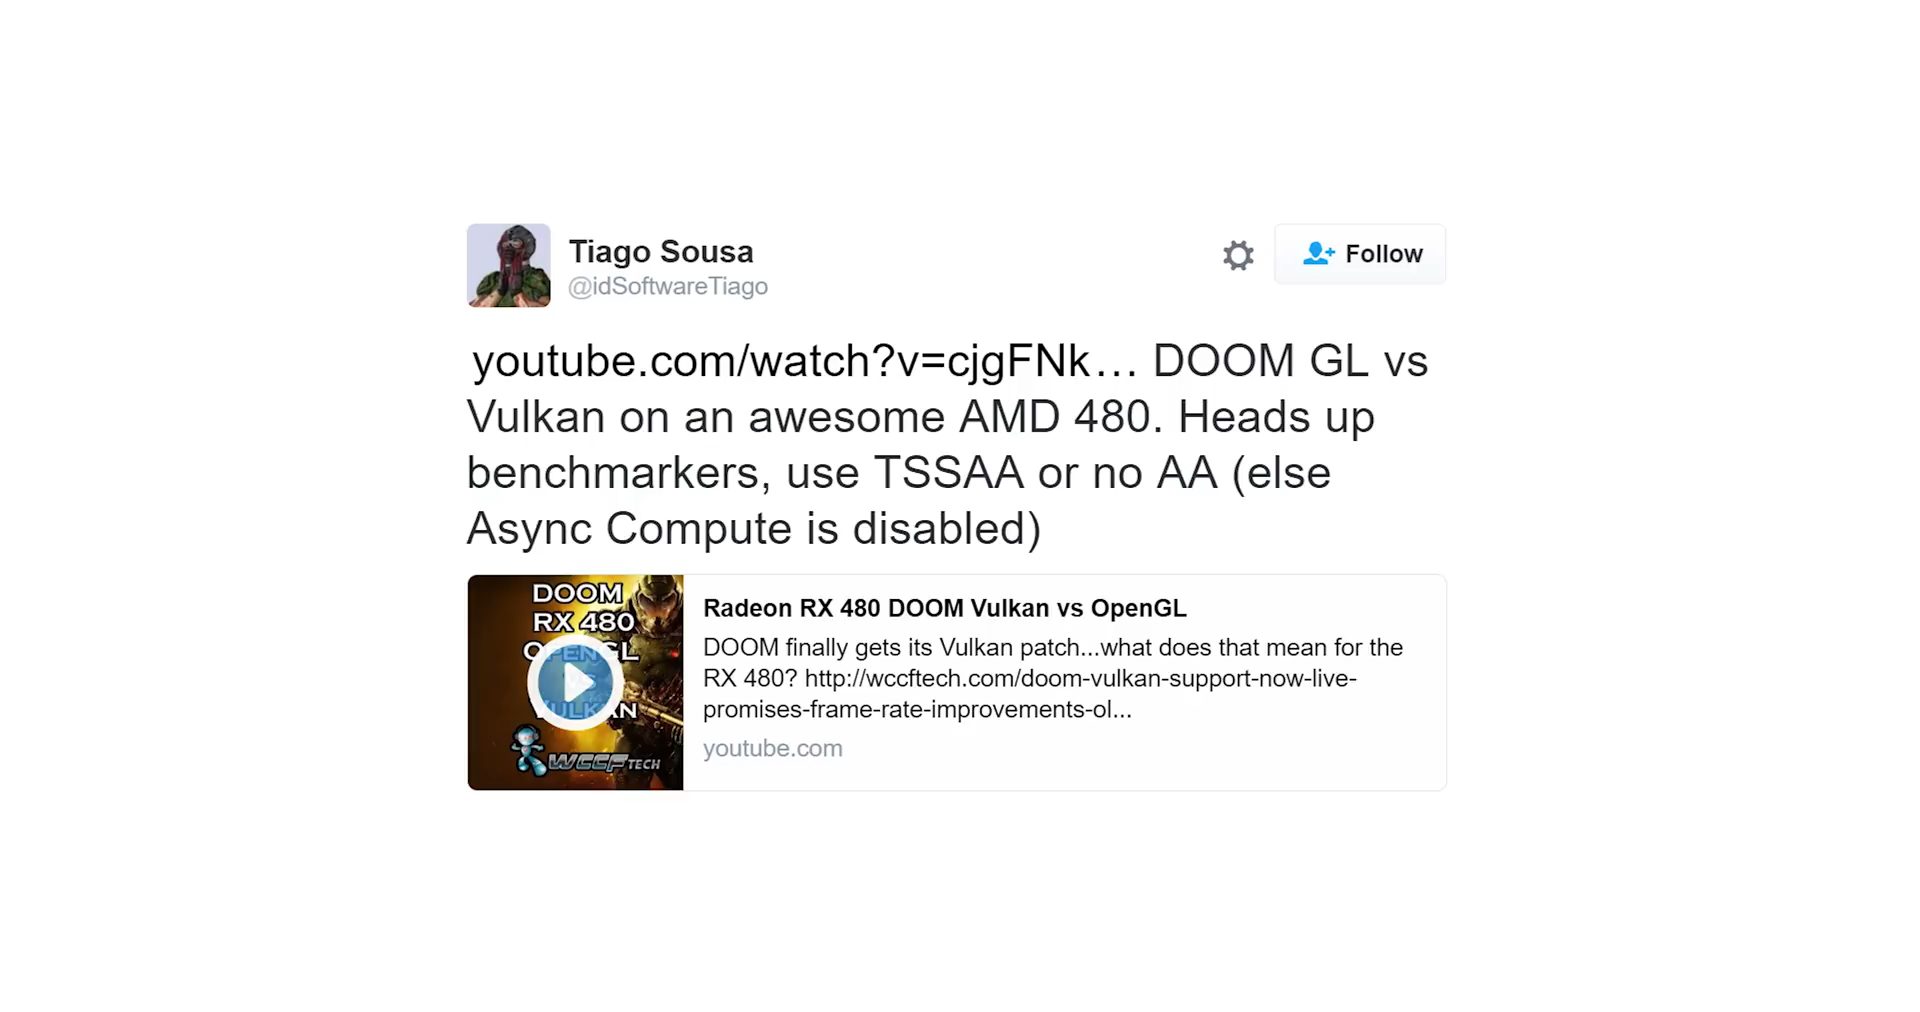 Tiago Sousa
@idSoftwareTiago
Follow
youtube.com/watch?v=cjgFNk… DOOM GL vs
Vulkan on an awesome AMD 480. Heads up
benchmarkers, use TSSAA or no AA (else
Async Compute is disabled)
DOOM
RX 480
OPENGL
VS
VULKAN
WCCFTECH
Radeon RX 480 DOOM Vulkan vs OpenGL
DOOM finally gets its Vulkan patch...what does that mean for the
RX 480? http://wccftech.com/doom-vulkan-support-now-live-
promises-frame-rate-improvements-ol...
youtube.com